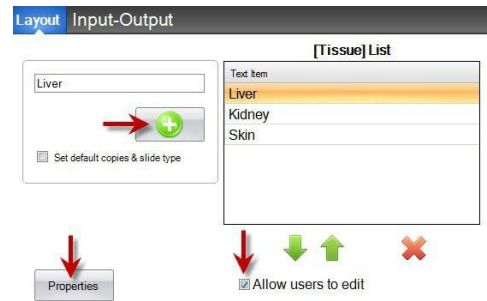 Layout Input-Output
[Tissue] List
Liver
Text Item
Liver
Kidney
Skin
Set default copies & slide type
Properties
Allow users to edit